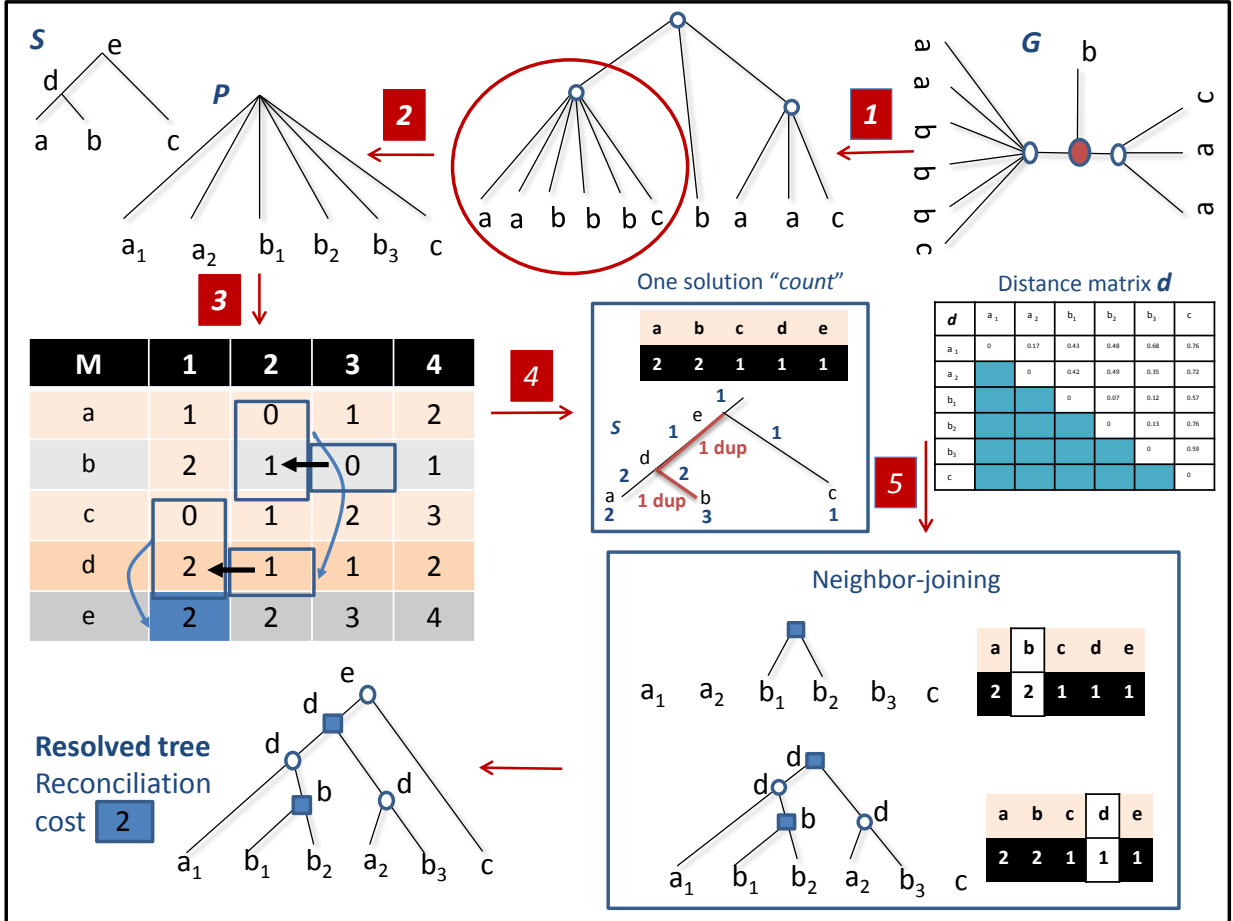 S
e
d
a b c
P
a1 a2 b1 b2 b3 c
2
a a b b b c b a a c
1
G
a
a
b
b
b
c
b
c
a
a
3
M 1 2 3 4
a 1 0 1 2
b 2 1 0 1
c 0 1 2 3
d 2 1 1 2
e 2 2 3 4
4
One solution “count”
a b c d e
2 2 1 1 1
1
e
S
1
1
1 dup
d
2
2
a
b
c
1 dup
2
3
1
Distance matrix d
d a 1 a 2 b1 b2 b3 c
a 1 0 0.17 0.43 0.48 0.68 0.76
a 2 0 0.42 0.49 0.35 0.72
b1 0 0.07 0.12 0.57
b2 0 0.13 0.76
b3 0 0.59
c 0
5
Neighbor-joining
a1 a2 b1 b2 b3 c
a b c d e
2 2 1 1 1
d
d
b
d
a1 b1 b2 a2 b3 c
a b c d e
2 2 1 1 1
Resolved tree
Reconciliation
cost 2
e
d
d
b
d
a1 b1 b2 a2 b3 c